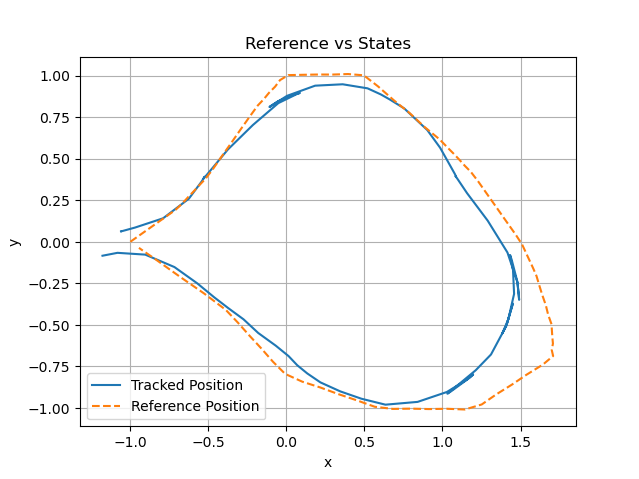 Reference vs States
1.00
0.75
0.50
0.25
0.00
−0.25
−0.50
−0.75
−1.00
y
Tracked Position
Reference Position
−1.0 −0.5 0.0 0.5 1.0 1.5
x